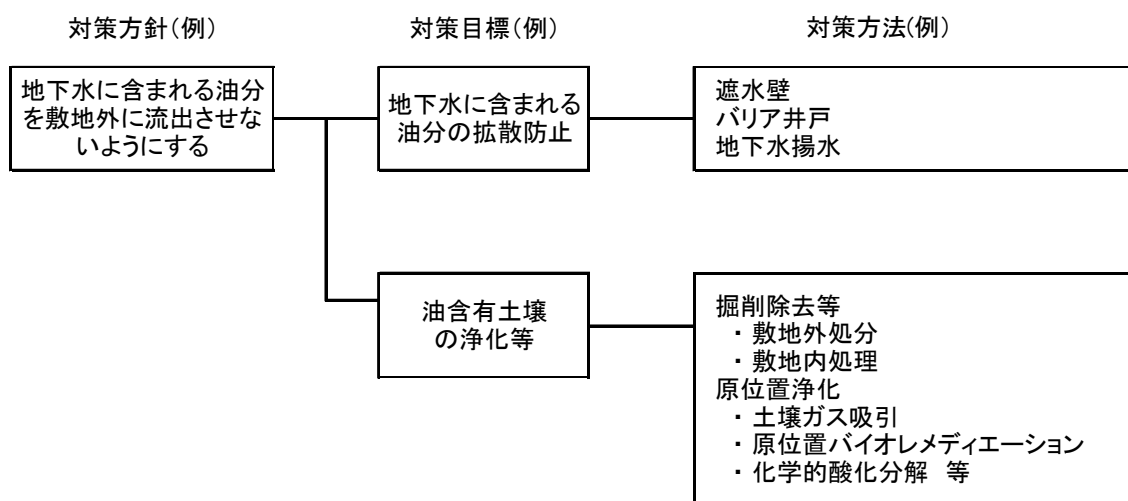 対策方針(例)
対策目標(例)
対策方法(例)
地下水に含まれる油分
を敷地外に流出させな
いようにする
地下水に含まれる
油分の拡散防止
遮水壁
バリア井戸
地下水揚水
油含有土壌
の浄化等
掘削除去等
・敷地外処分
・敷地内処理
原位置浄化
・土壌ガス吸引
・原位置バイオレメディエーション
・化学的酸化分解 等